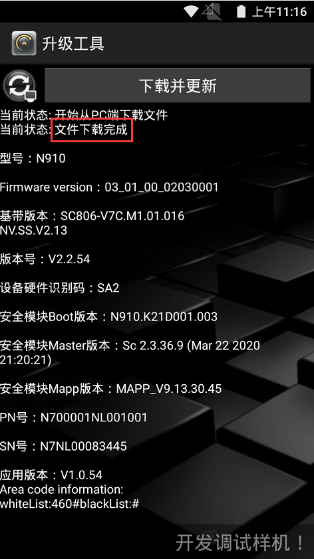 上午11:16
升级工具
下载并更新
当前状态: 开始从PC端下载文件
当前状态: 文件下载完成
型号：N910
Firmware version：03_01_00_02030001
基带版本：SC806-V7C.M1.01.016
NV.SS.V2.13
版本号：V2.2.54
设备硬件识别码：SA2
安全模块Boot版本：N910.K21D001.003
安全模块Master版本：Sc 2.3.36.9 (Mar 22 2020
21:20:21)
安全模块Mapp版本：MAPP_V9.13.30.45
PN号：N700001NL001001
SN号：N7NL00083445
应用版本：V1.0.54
Area code information:
whiteList:460#blackList:#
开发调试样机！